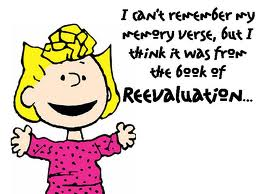 I can't remember my
memory verse, but I
think it was from
the book of
REEVALUATION...